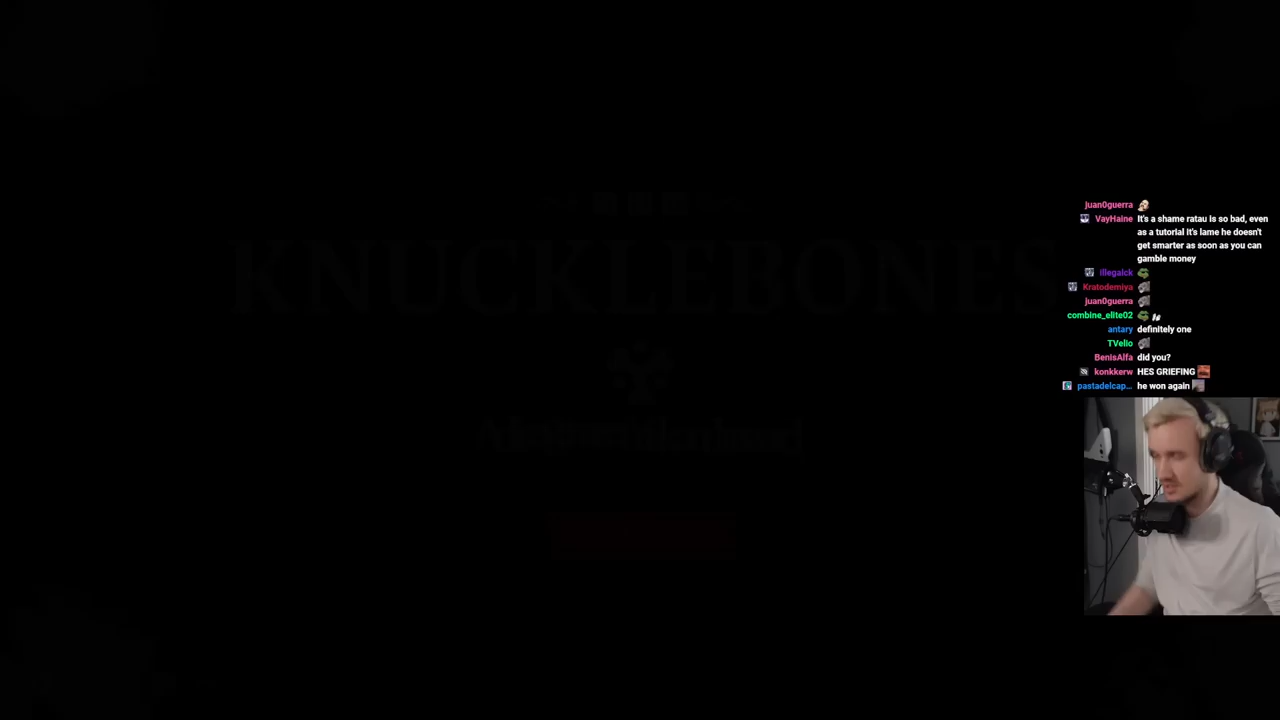 KNUCKLEBONES
juan0guerra
VayHaine It's a shame ratau is so bad, even
as a tutorial it's lame he doesn't
get smarter as soon as you can
gamble money
illegalck
Kratodemiya
juan0guerra
combine_elite02
antary definitely one
TVelio
BenisAlfa did you?
konkkerw HES GRIEFING
pastadelcap... he won again